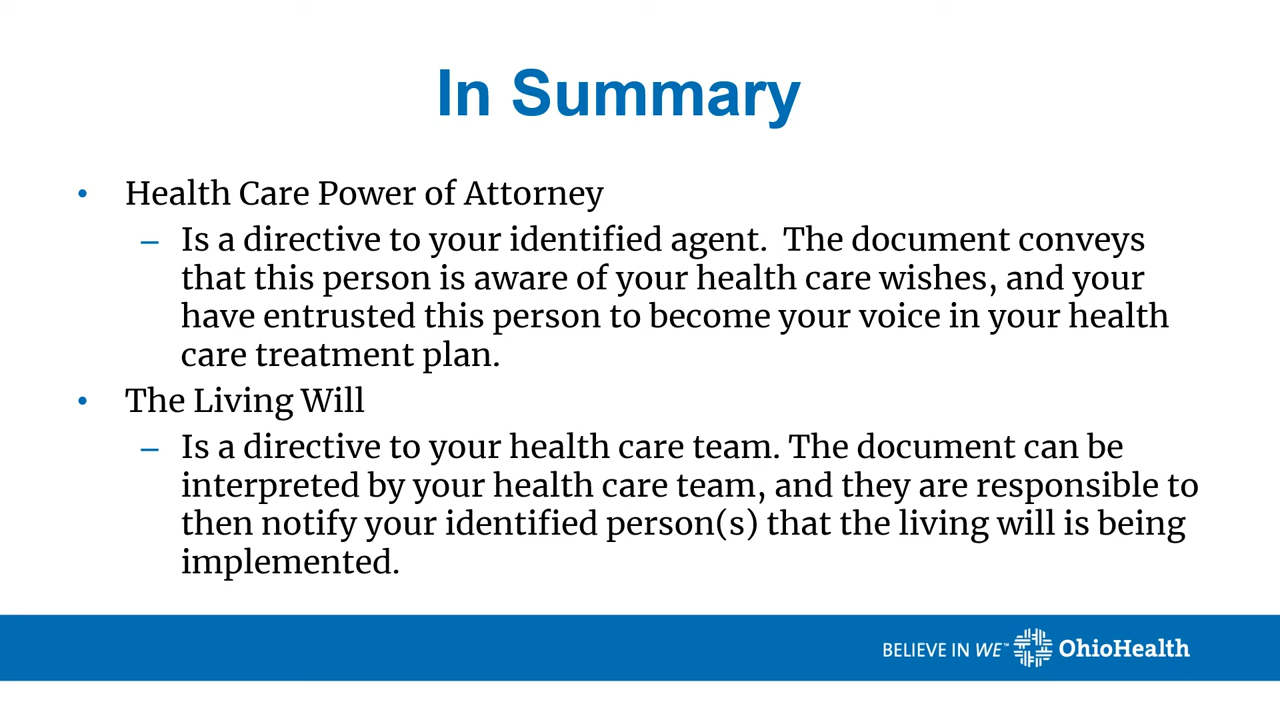 In Summary
• Health Care Power of Attorney
– Is a directive to your identified agent.  The document conveys
that this person is aware of your health care wishes, and your
have entrusted this person to become your voice in your health
care treatment plan.
• The Living Will
– Is a directive to your health care team. The document can be
interpreted by your health care team, and they are responsible to
then notify your identified person(s) that the living will is being
implemented.
BELIEVE IN WE™ OhioHealth